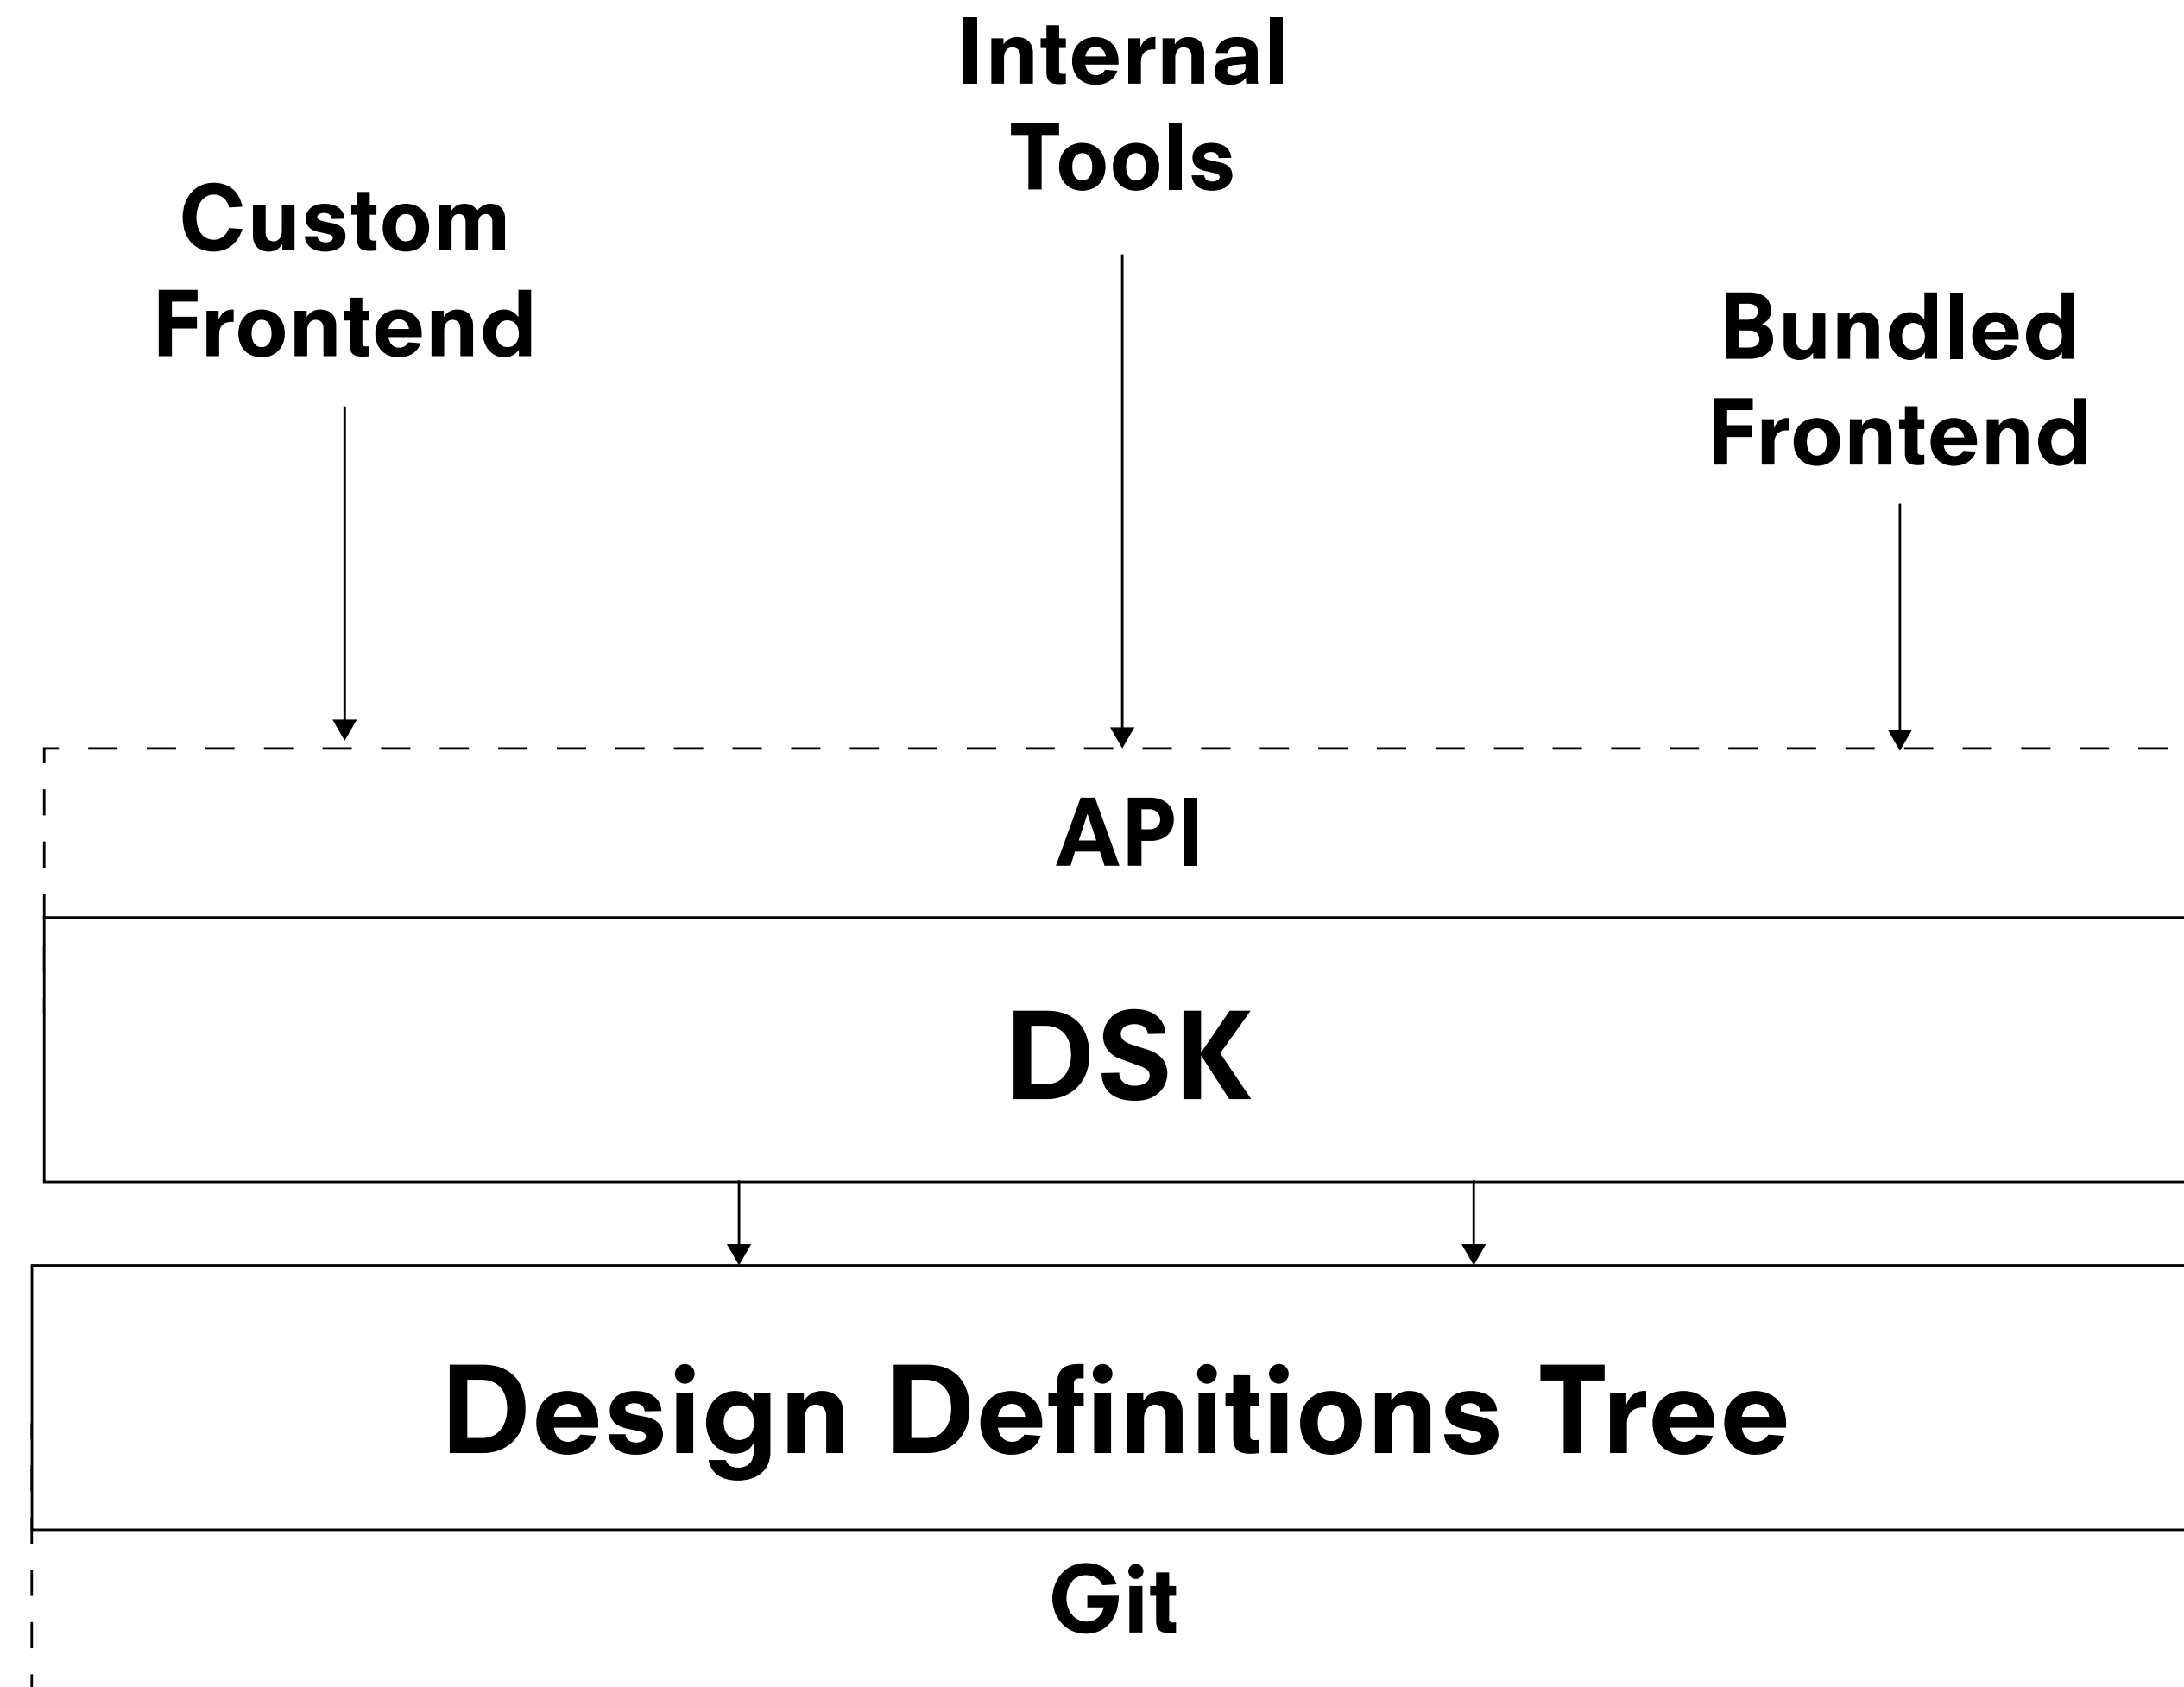 Internal
Tools
Custom
Frontend
Bundled
Frontend
API
DSK
Design Definitions Tree
Git